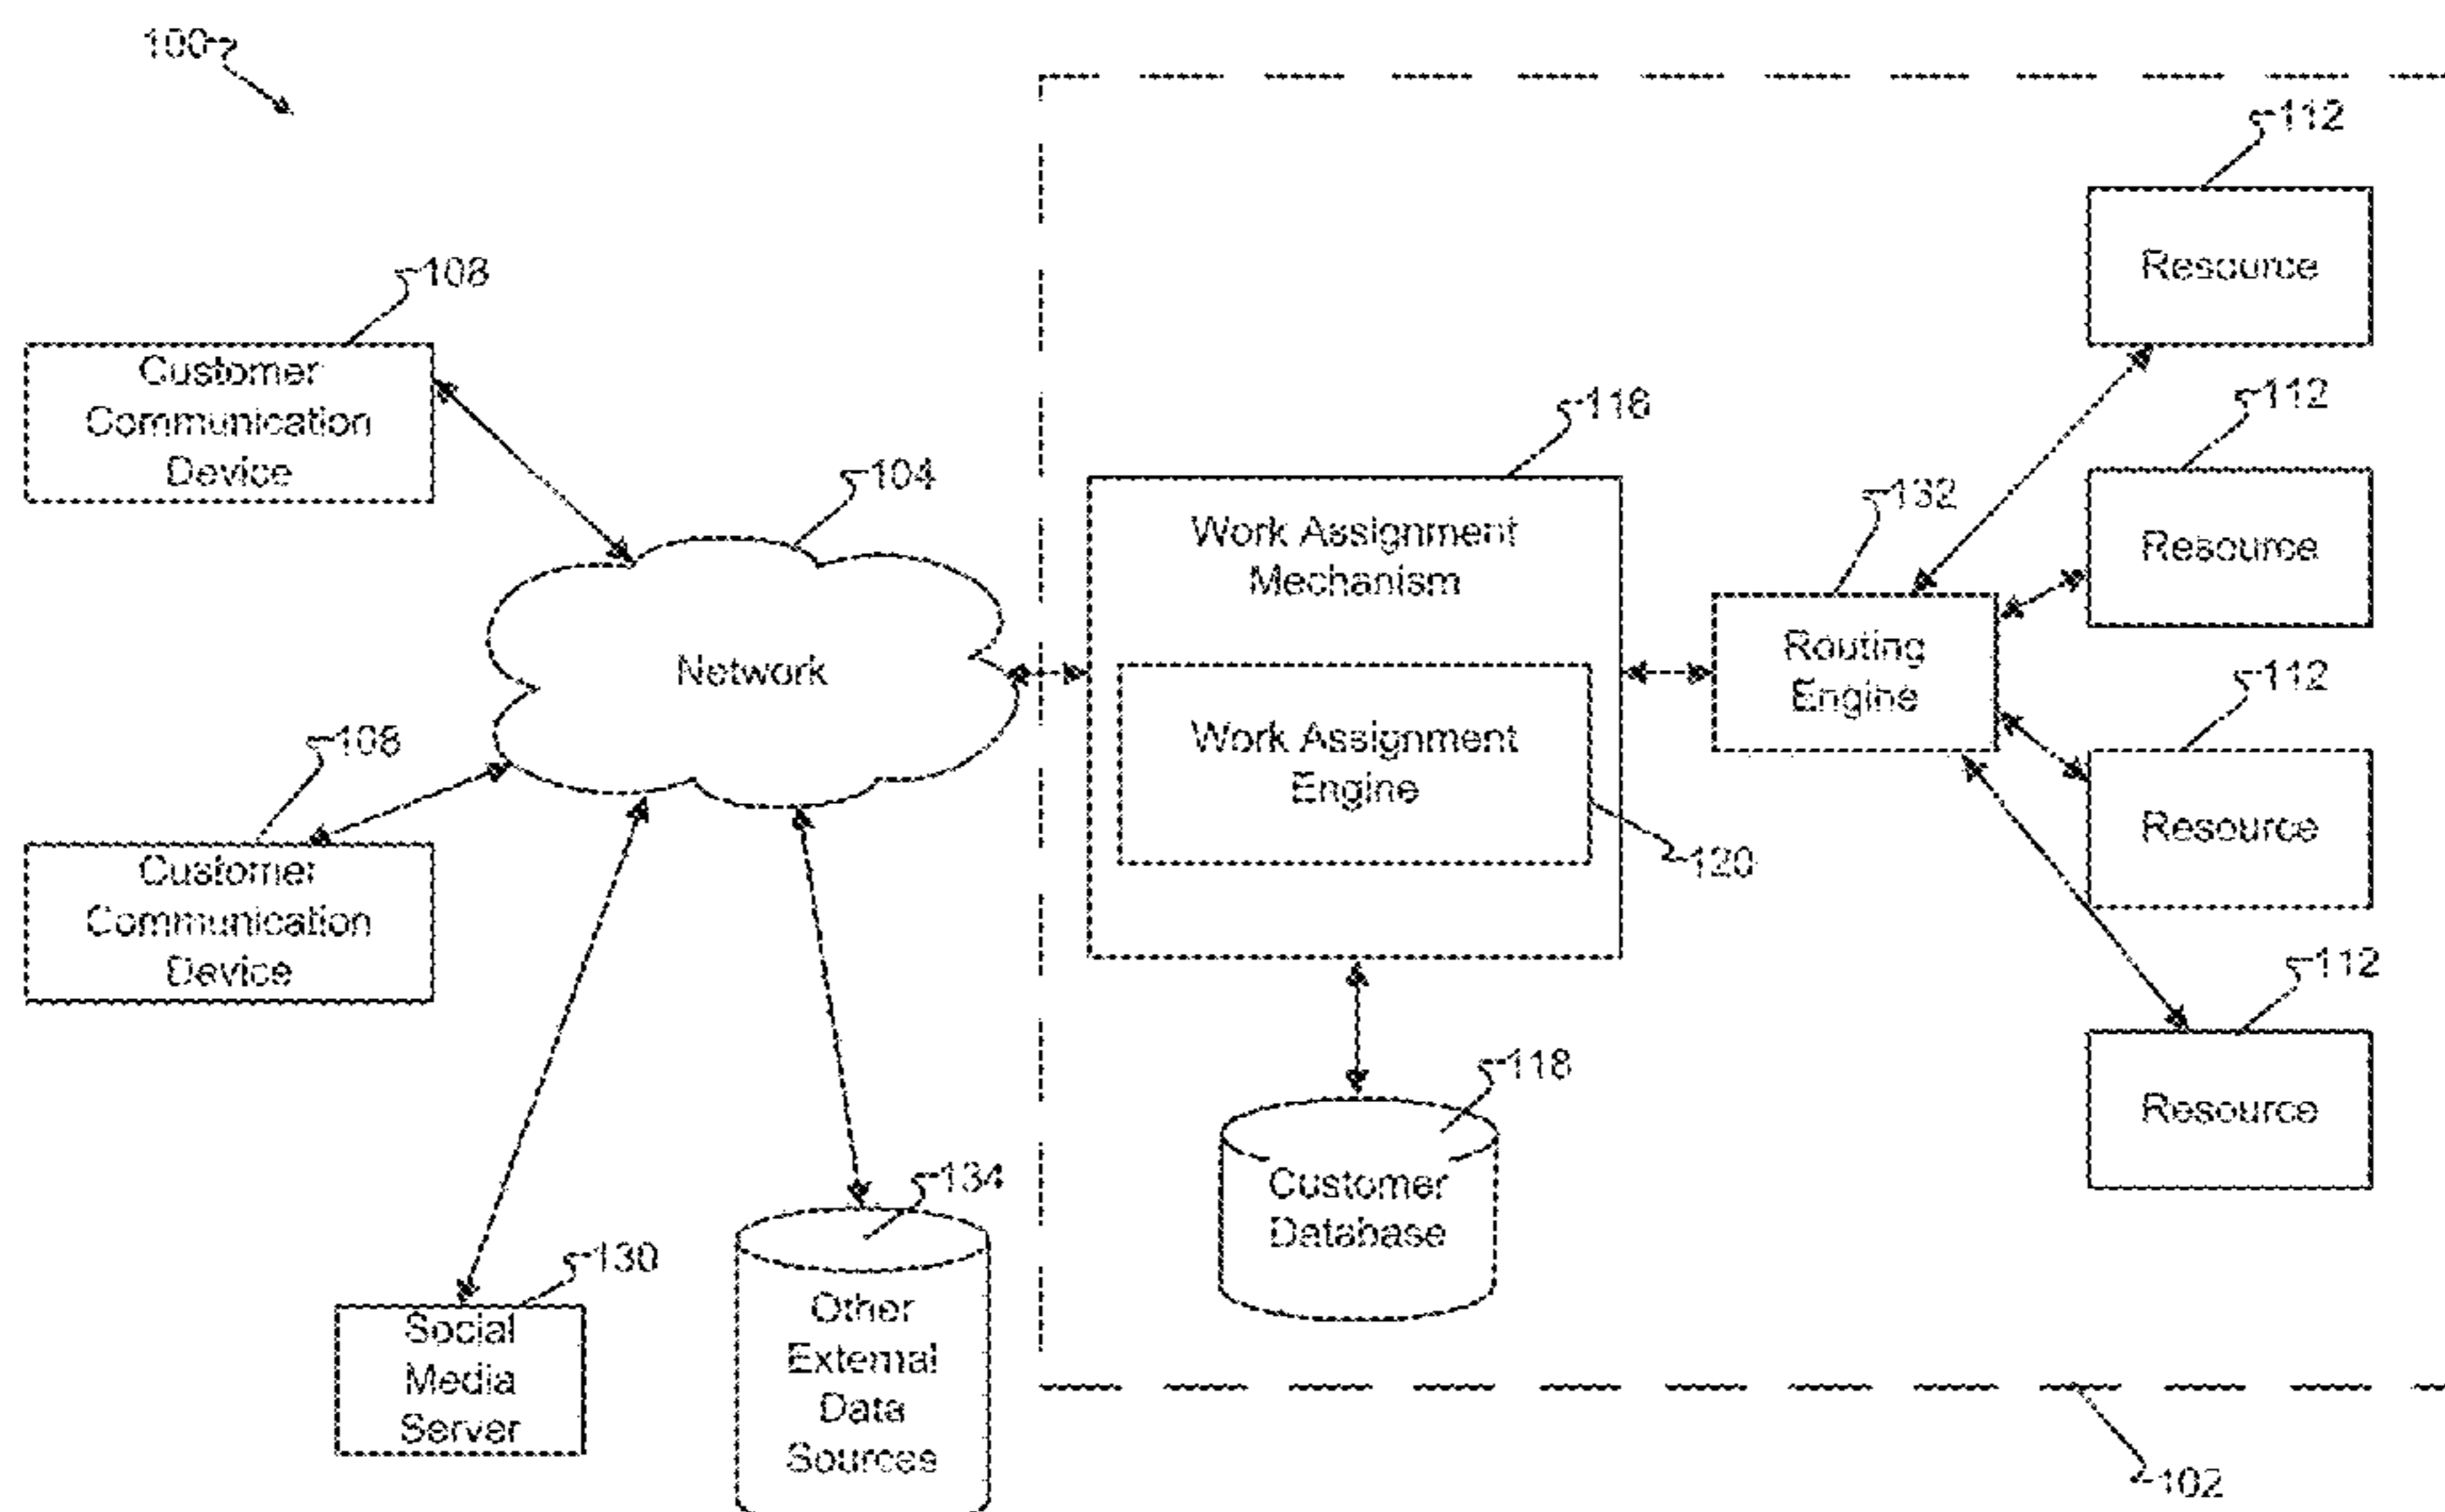 100
112
Resource
108
Customer
Communication
Device
112
Resource
116
Work Assignment
Mechanism
104
132
Routing
Engine
Network
Work Assignment
Engine
112
Resource
108
Customer
Communication
Device
120
112
Resource
118
Customer
Database
134
Other
External
Data
Sources
130
Social
Media
Server
102